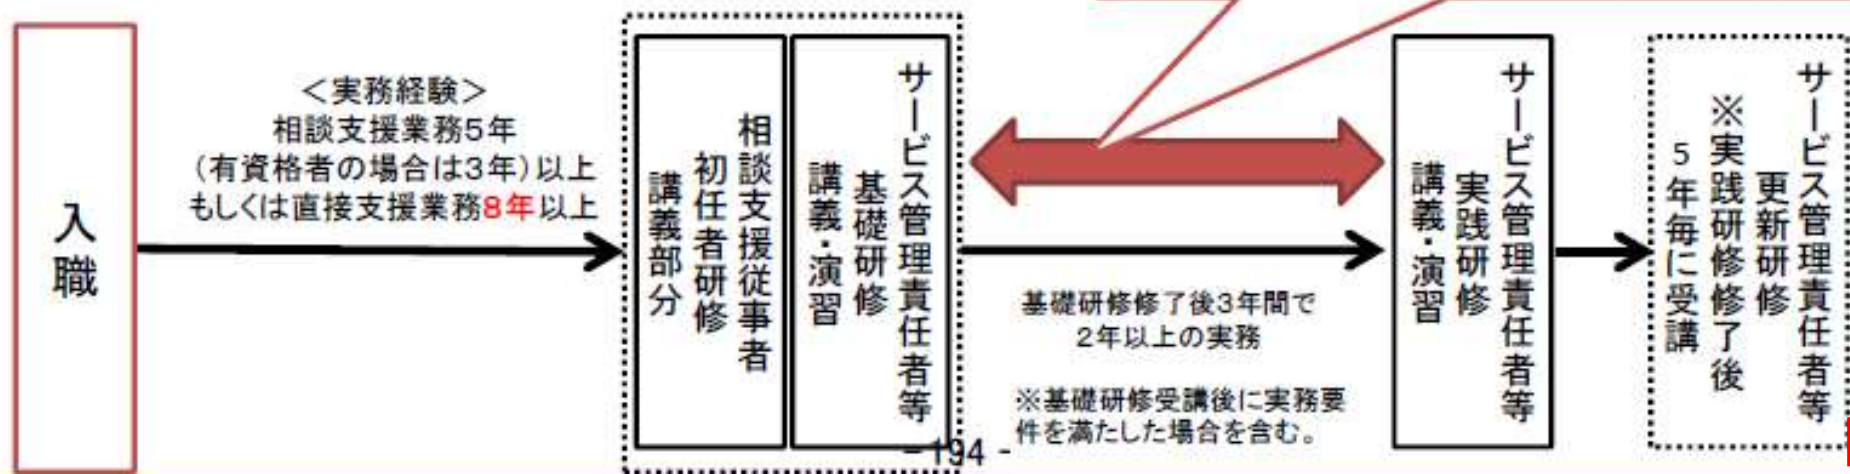 入職
＜実務経験＞
相談支援業務5年
(有資格者の場合は3年)以上
もしくは直接支援業務8年以上
相談支援従事者
初任者研修
講義部分
サービス管理責任者等
基礎研修
講義・演習
基礎研修修了後3年間で
2年以上の実務
※基礎研修受講後に実務要
件を満たした場合を含む。
サービス管理責任者等
実践研修
講義・演習
サービス管理責任者等
更新研修
※実践研修修了後
5年毎に受講
-194 -